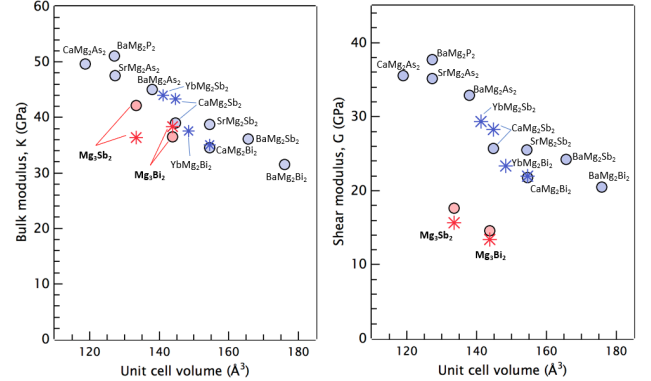 60
50
40
30
20
10
0
Bulk modulus, K (GPa)
CaMg₂As₂
BaMg₂P₂
SrMg₂As₂
BaMg₂As₂
YbMg₂Sb₂
CaMg₂Sb₂
SrMg₂Sb₂
BaMg₂Sb₂
CaMg₂Bi₂
YbMg₂Bi₂
BaMg₂Bi₂
Mg₃Sb₂
Mg₃Bi₂
120 140 160 180
Unit cell volume (Å³)
40
30
20
10
0
Shear modulus, G (GPa)
BaMg₂P₂
CaMg₂As₂
SrMg₂As₂
BaMg₂As₂
YbMg₂Sb₂
CaMg₂Sb₂
SrMg₂Sb₂
YbMg₂Bi₂
BaMg₂Sb₂
CaMg₂Bi₂
BaMg₂Bi₂
Mg₃Sb₂
Mg₃Bi₂
120 140 160 180
Unit cell volume (Å³)